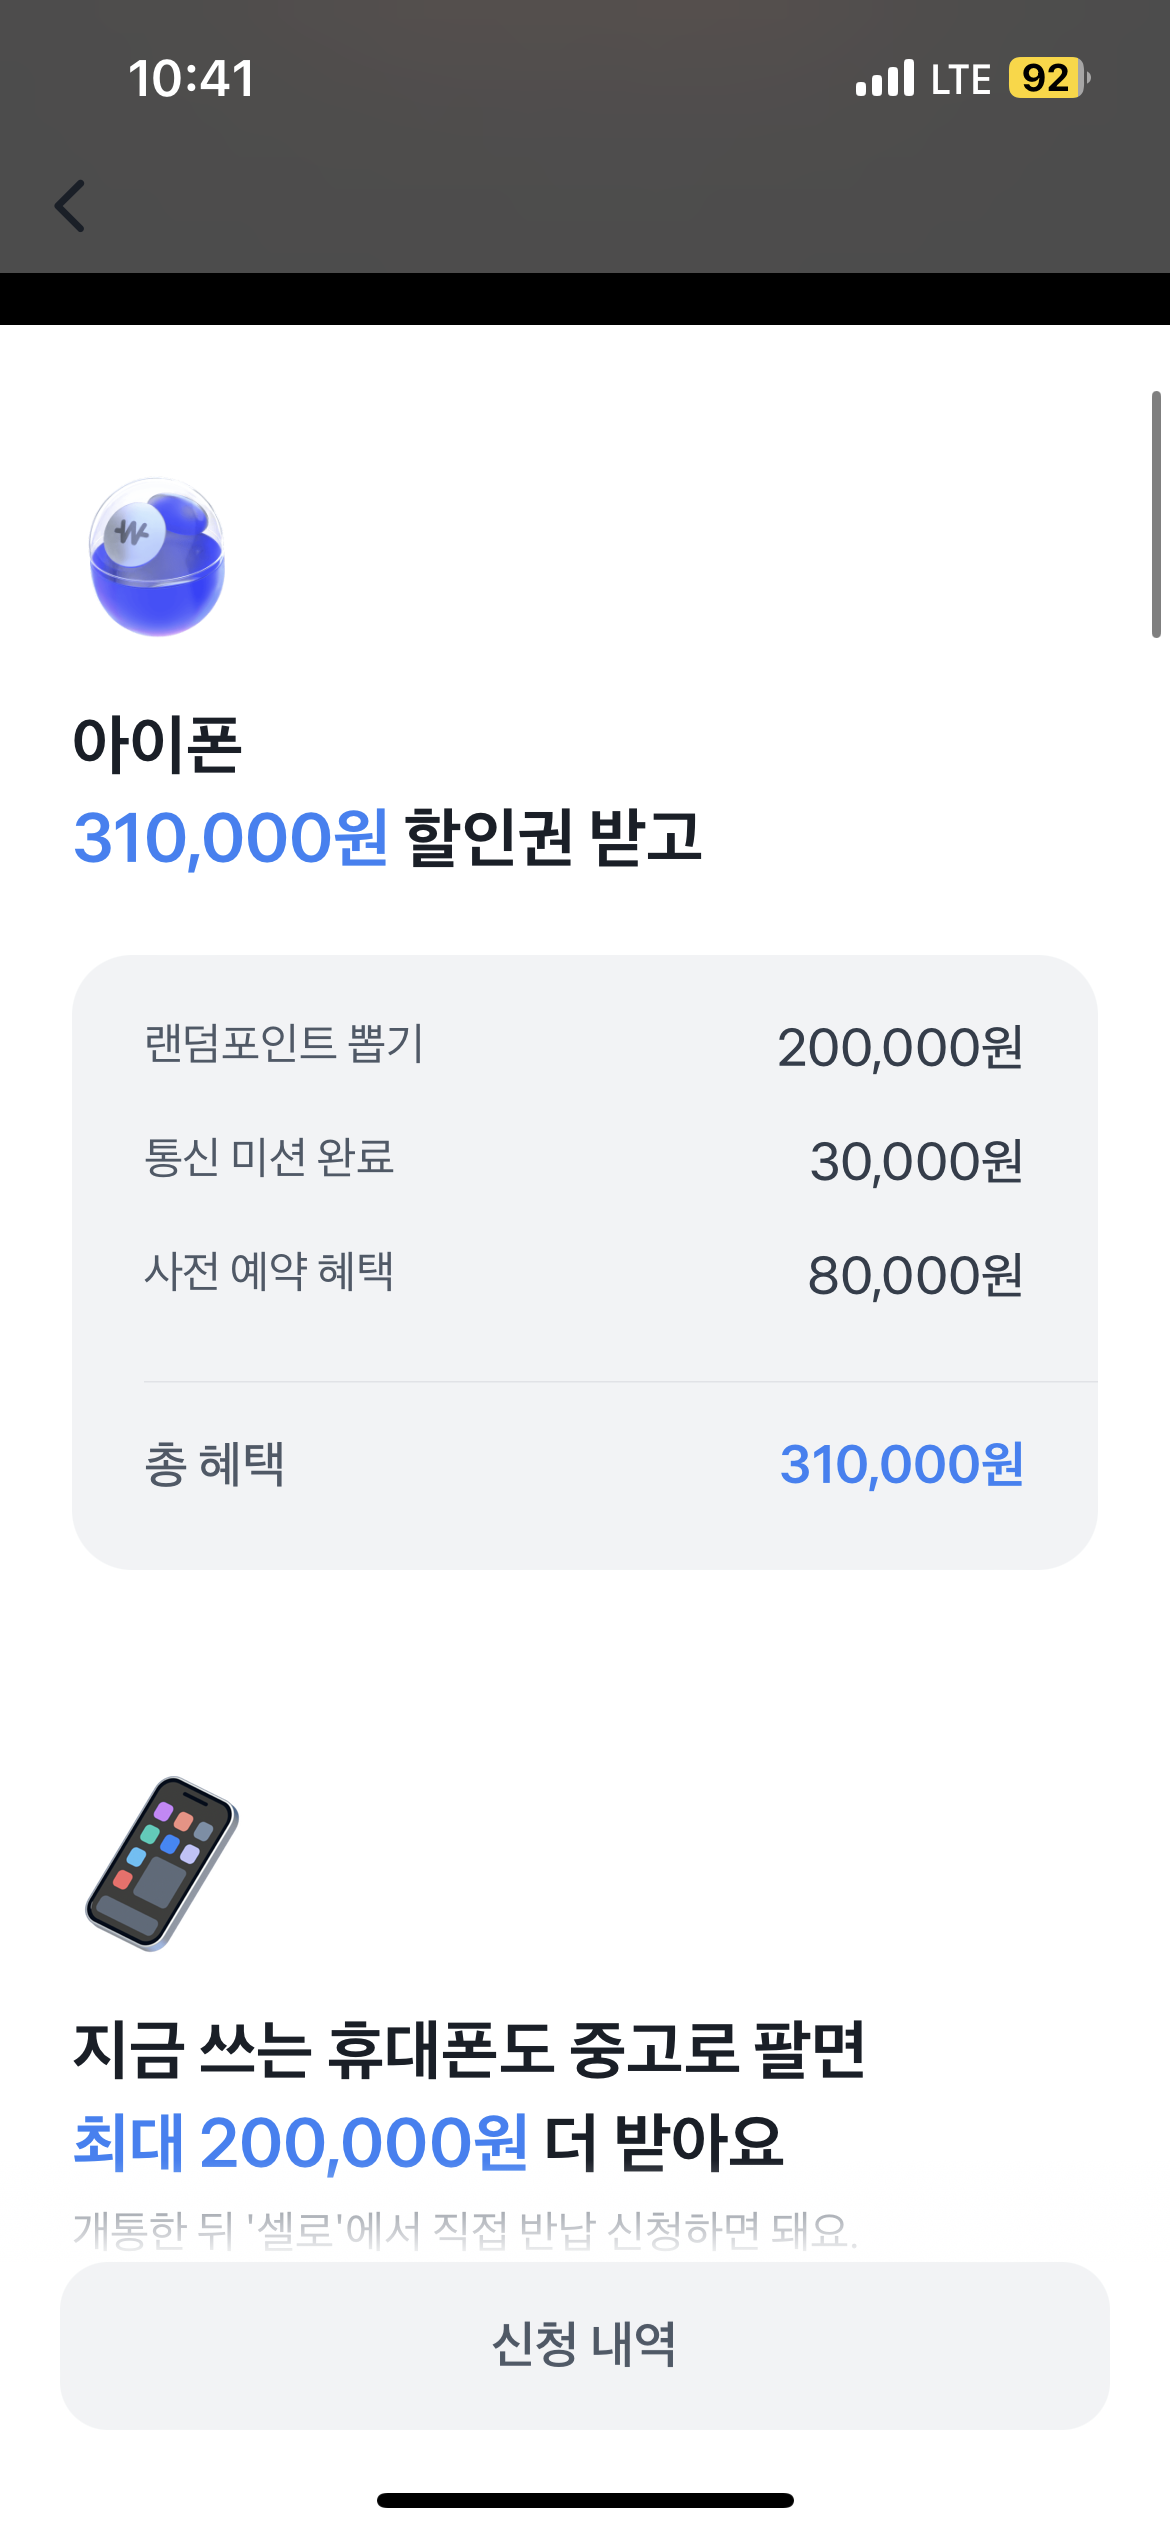 10:41
LTE 92
아이폰
310,000원 할인권 받고
랜덤포인트 뽑기 200,000원
통신 미션 완료 30,000원
사전 예약 혜택 80,000원
총 혜택 310,000원
지금 쓰는 휴대폰도 중고로 팔면
최대 200,000원 더 받아요
개통한 뒤 '셀로'에서 직접 반납 신청하면 돼요.
신청 내역